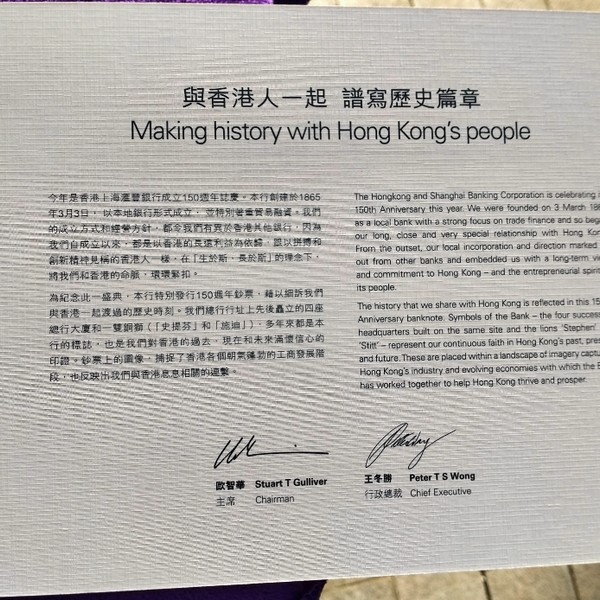 與香港人一起 譜寫歷史篇章
Making history with Hong Kong's people
今年是香港上海滙豐銀行成立150週年誌慶。本行創建於1865
年3月3日,以本地銀行形式成立,並特別著重貿易融資。我們
的成立方式和經營方針,都令我們有異於香港其他銀行,因為
我們自成立以來,都是以香港的長遠利益為依歸,跟以拼搏和
創新精神見稱的香港人一樣,在「生於斯、長於斯」的理念下,
將我們和香港的命脈,環環緊扣。
為紀念此一盛典,本行特別發行150週年鈔票,藉以細訴我們
與香港一起渡過的歷史時刻。我們總行行址上先後矗立的四座
總行大廈和一雙銅獅(「史提芬」和「施迪」),多年來都是本
行的標誌,也是我們對香港的過去、現在和未來滿懷信心的
印證。鈔票上的圖像,捕捉了香港各個朝氣蓬勃的工商發展階
段,也反映出我們與香港息息相關的連繫。
The Hongkong and Shanghai Banking Corporation is celebrating
150th Anniversary this year. We were founded on 3 March 186
as a local bank with a strong focus on trade finance and so beg
our long, close and very special relationship with Hong Kon
From the outset, our local incorporation and direction marked
out from other banks and embedded us with a long-term vi
and commitment to Hong Kong – and the entrepreneurial spirit
its people.
The history that we share with Hong Kong is reflected in this 15
Anniversary banknote. Symbols of the Bank – the four success
headquarters built on the same site and the lions 'Stephen'
'Stitt' – represent our continuous faith in Hong Kong's past, pres
and future. These are placed within a landscape of imagery captu
Hong Kong's industry and evolving economies with which the B
has worked together to help Hong Kong thrive and prosper.
歐智華 Stuart T Gulliver
主席 Chairman
王冬勝 Peter T S Wong
行政總裁 Chief Executive